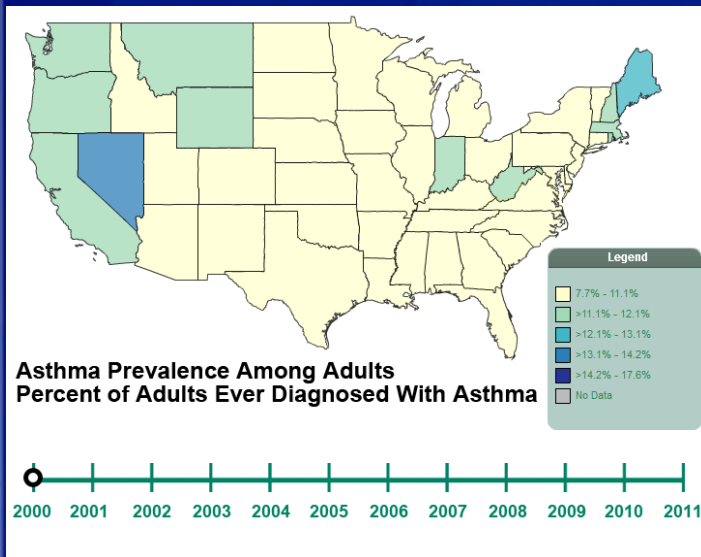 Legend
7.7% - 11.1%
>11.1% - 12.1%
>12.1% - 13.1%
>13.1% - 14.2%
>14.2% - 17.6%
No Data
Asthma Prevalence Among Adults
Percent of Adults Ever Diagnosed With Asthma
2000 2001 2002 2003 2004 2005 2006 2007 2008 2009 2010 2011